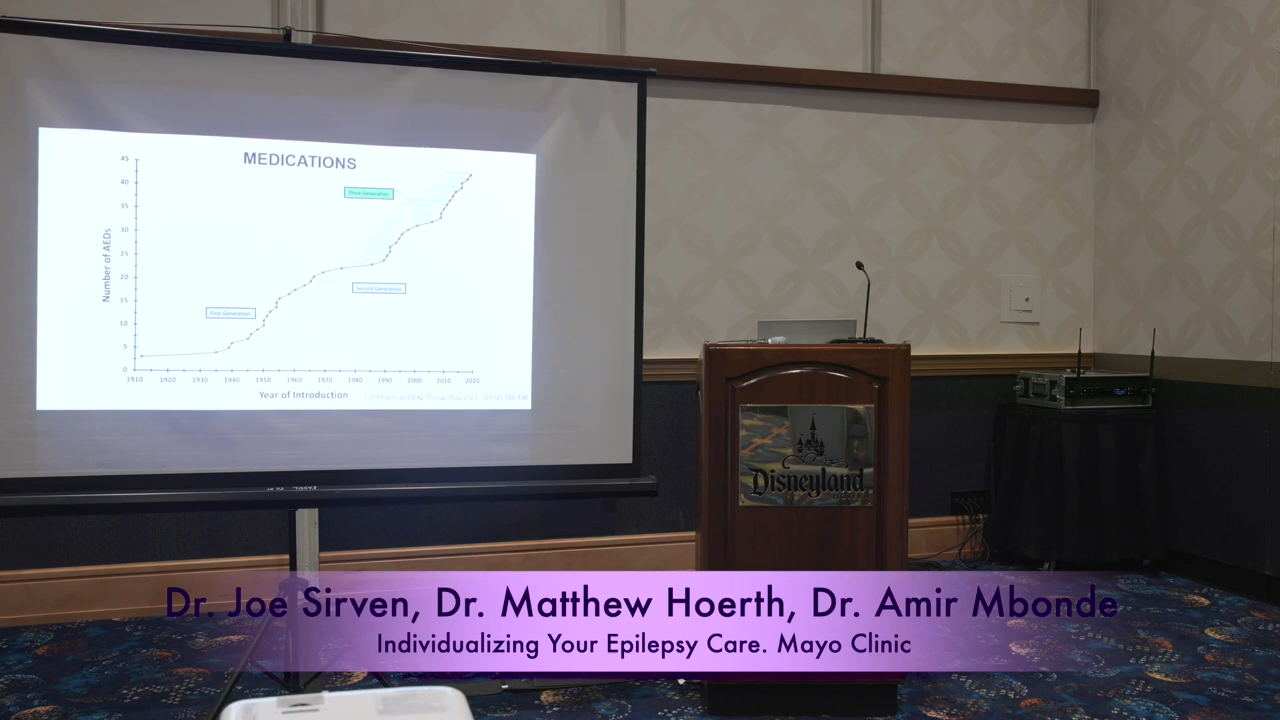 MEDICATIONS
45
40
35
30
25
20
15
10
5
0
Number of AEDs
Third Generation
Second Generation
First Generation
1910 1920 1930 1940 1950 1960 1970 1980 1990 2000 2010 2020
Year of Introduction
Disneyland
Dr. Joe Sirven, Dr. Matthew Hoerth, Dr. Amir Mbonde
Individualizing Your Epilepsy Care. Mayo Clinic